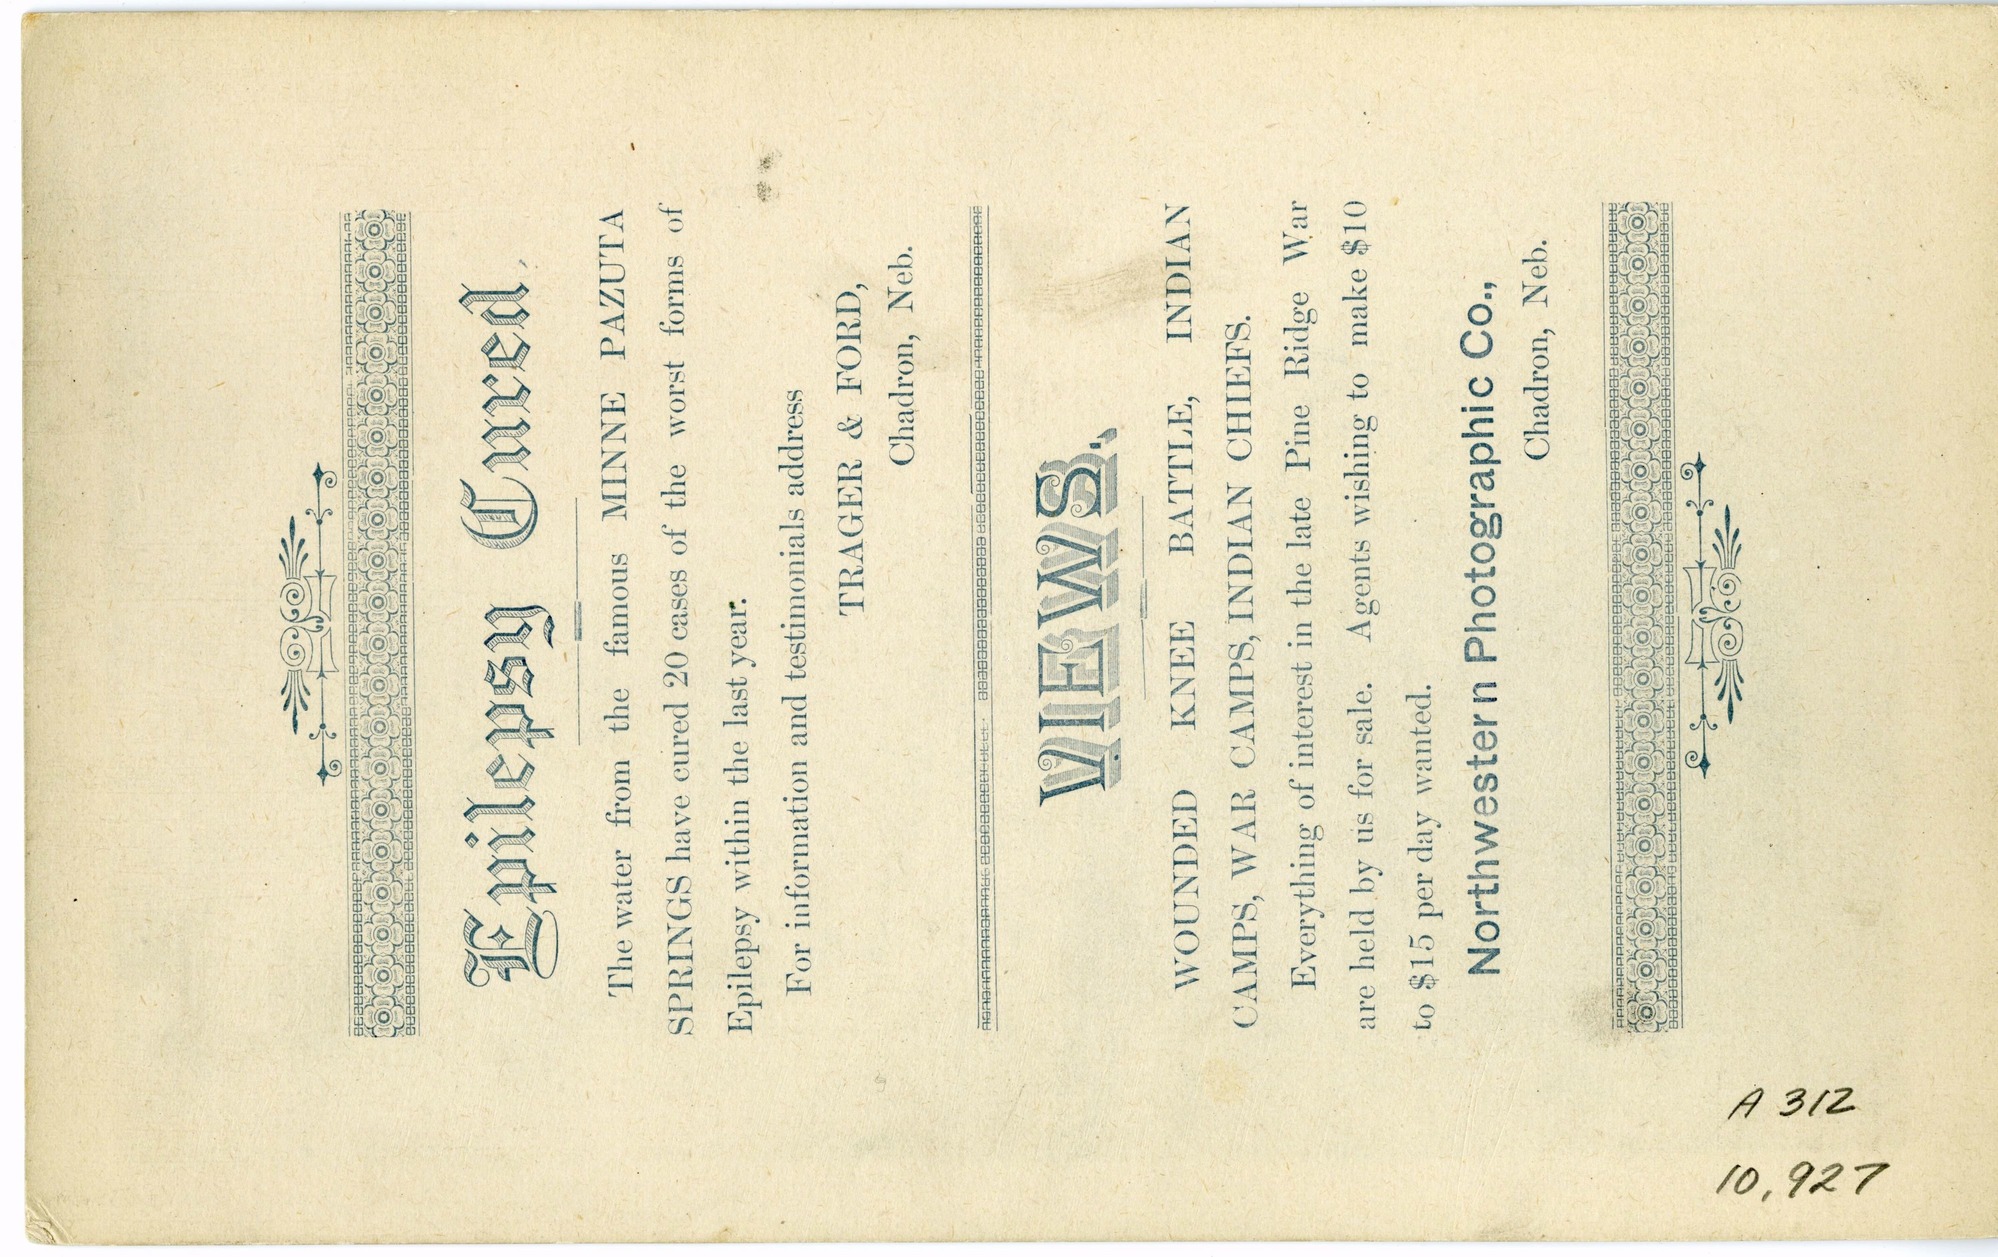 Epilepsy Cured.
The water from the famous MINNE PAZUTA
SPRINGS have cured 20 cases of the worst forms of
Epilepsy within the last year.
For information and testimonials address
TRAGER & FORD,
Chadron, Neb.
VIEWS.
WOUNDED KNEE BATTLE, INDIAN
CAMPS, WAR CAMPS, INDIAN CHIEFS.
Everything of interest in the late Pine Ridge War
are held by us for sale. Agents wishing to make $10
to $15 per day wanted.
Northwestern Photographic Co.,
Chadron, Neb.
A 312
10,927